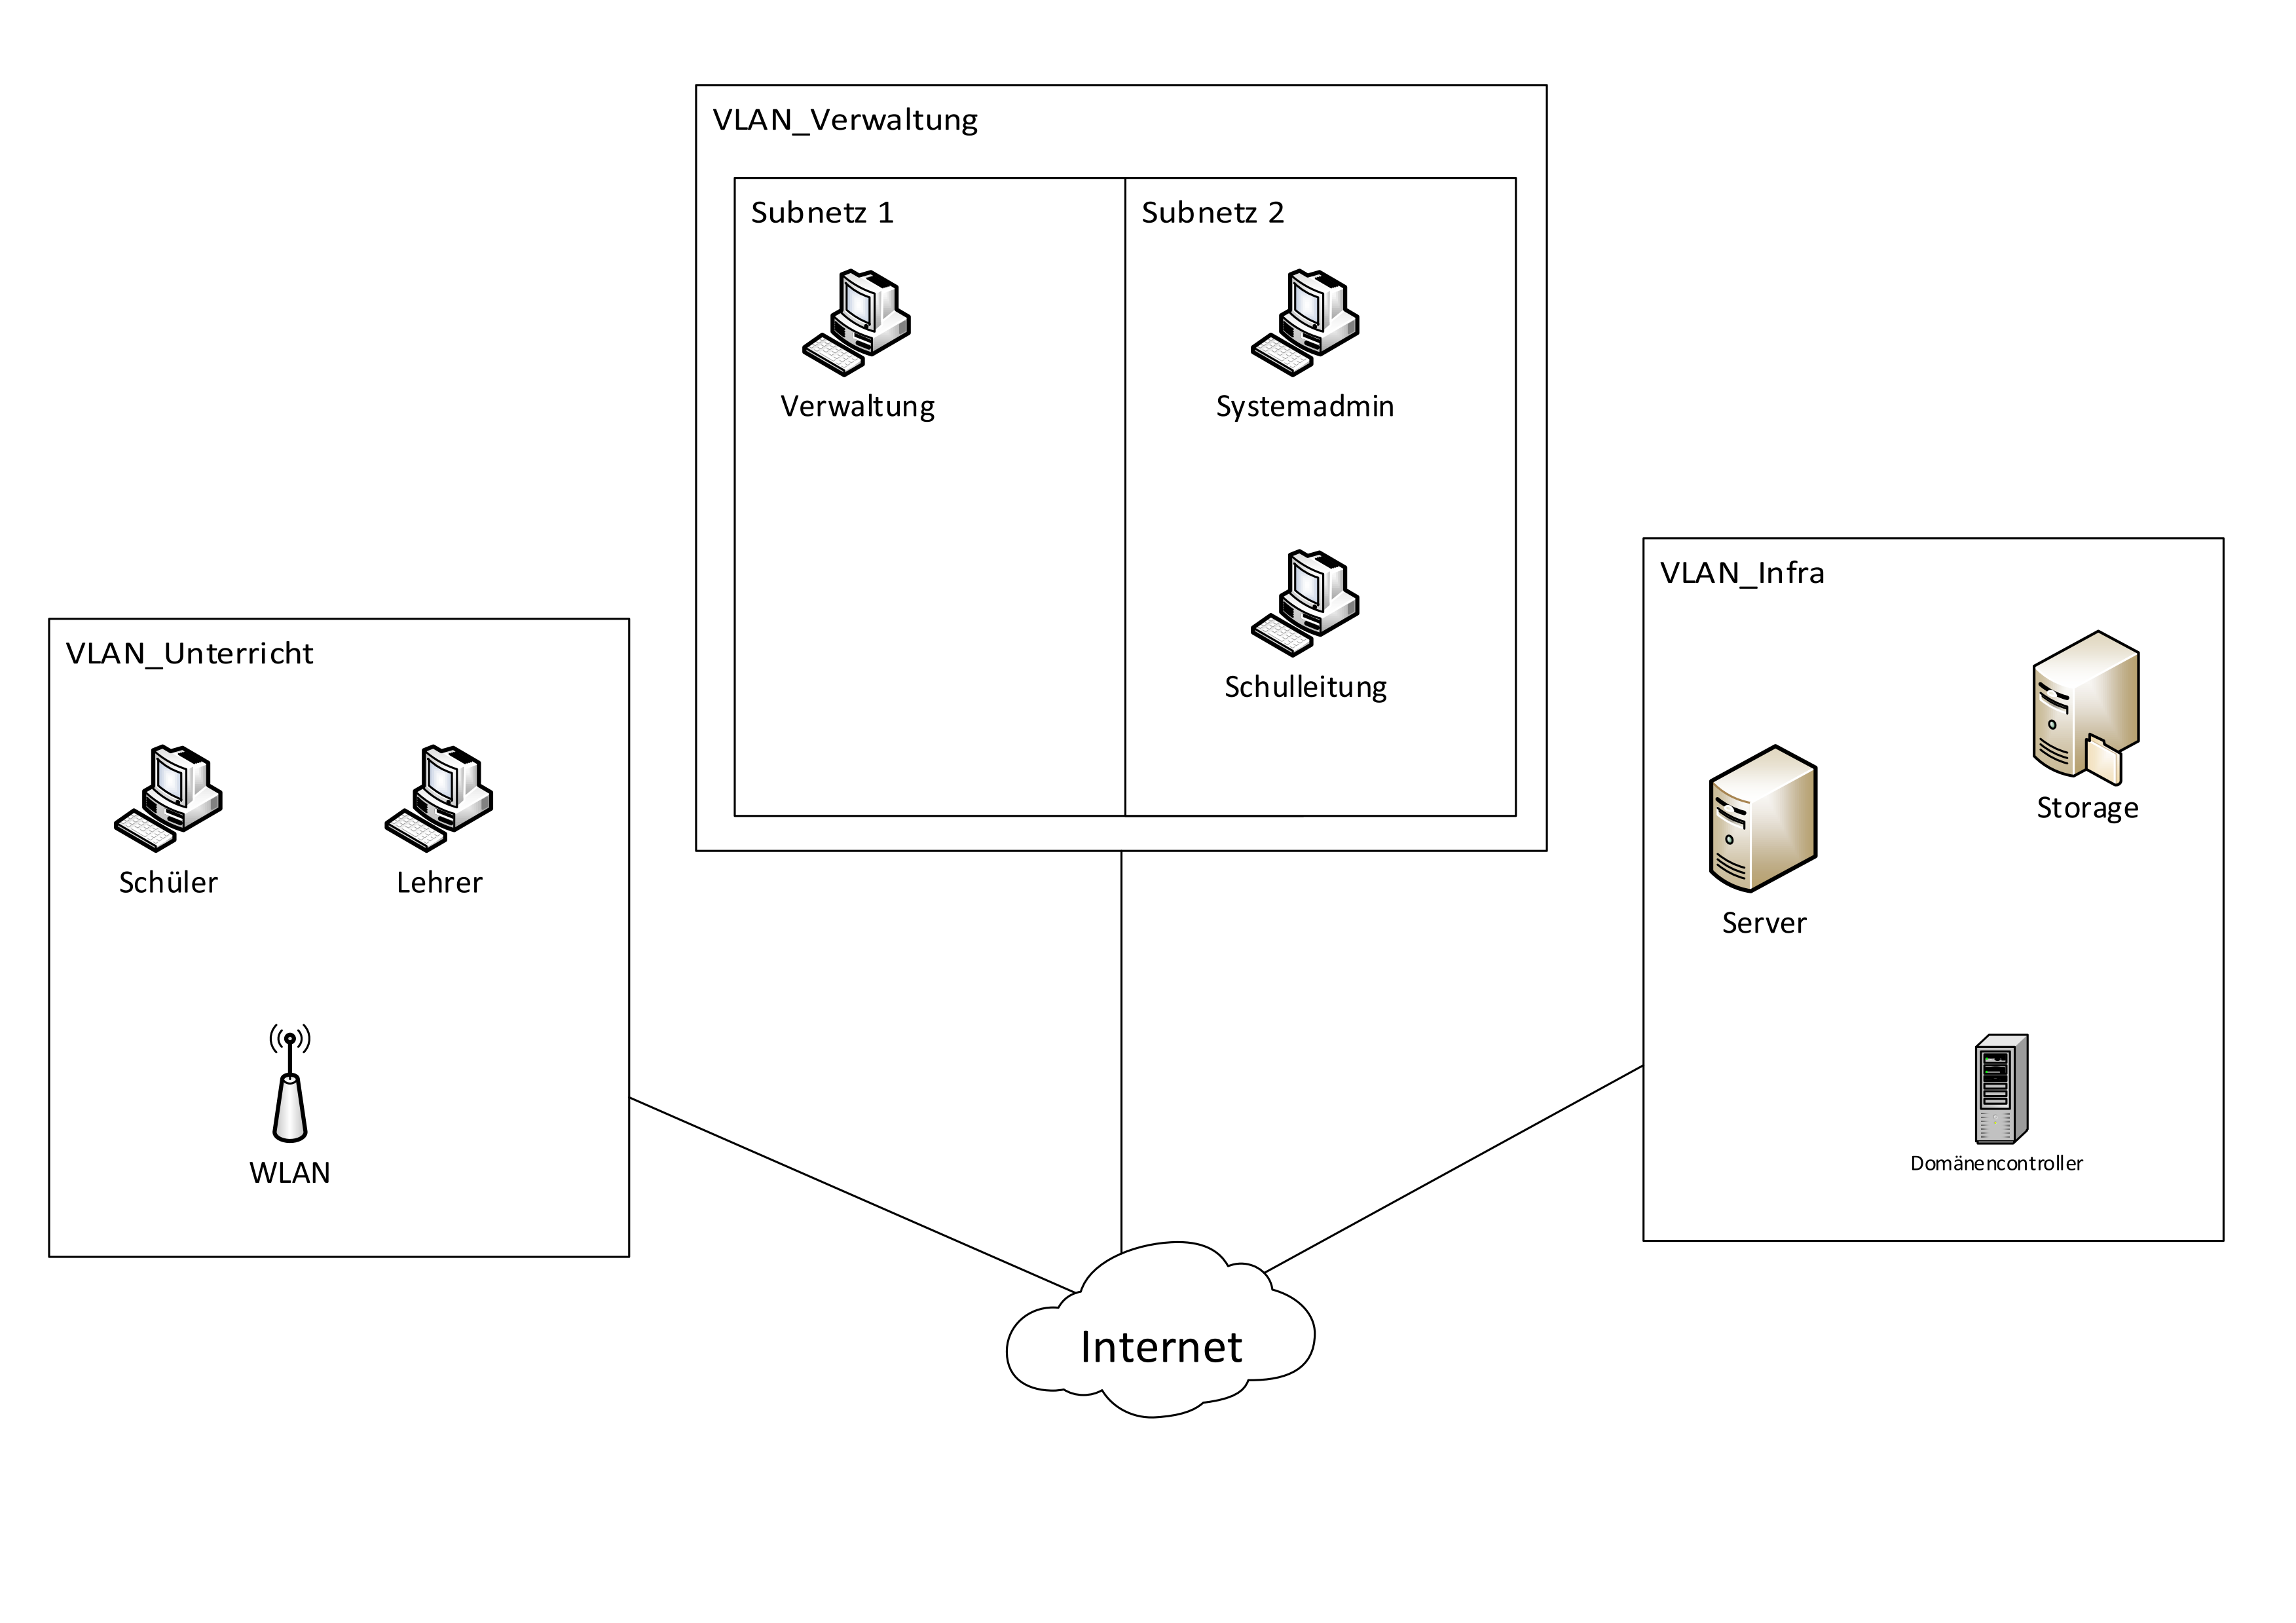 VLAN_Verwaltung
Subnetz 1
Subnetz 2
Verwaltung
Systemadmin
Schulleitung
VLAN_Unterricht
Schüler
Lehrer
WLAN
VLAN_Infra
Storage
Server
Domänencontroller
Internet